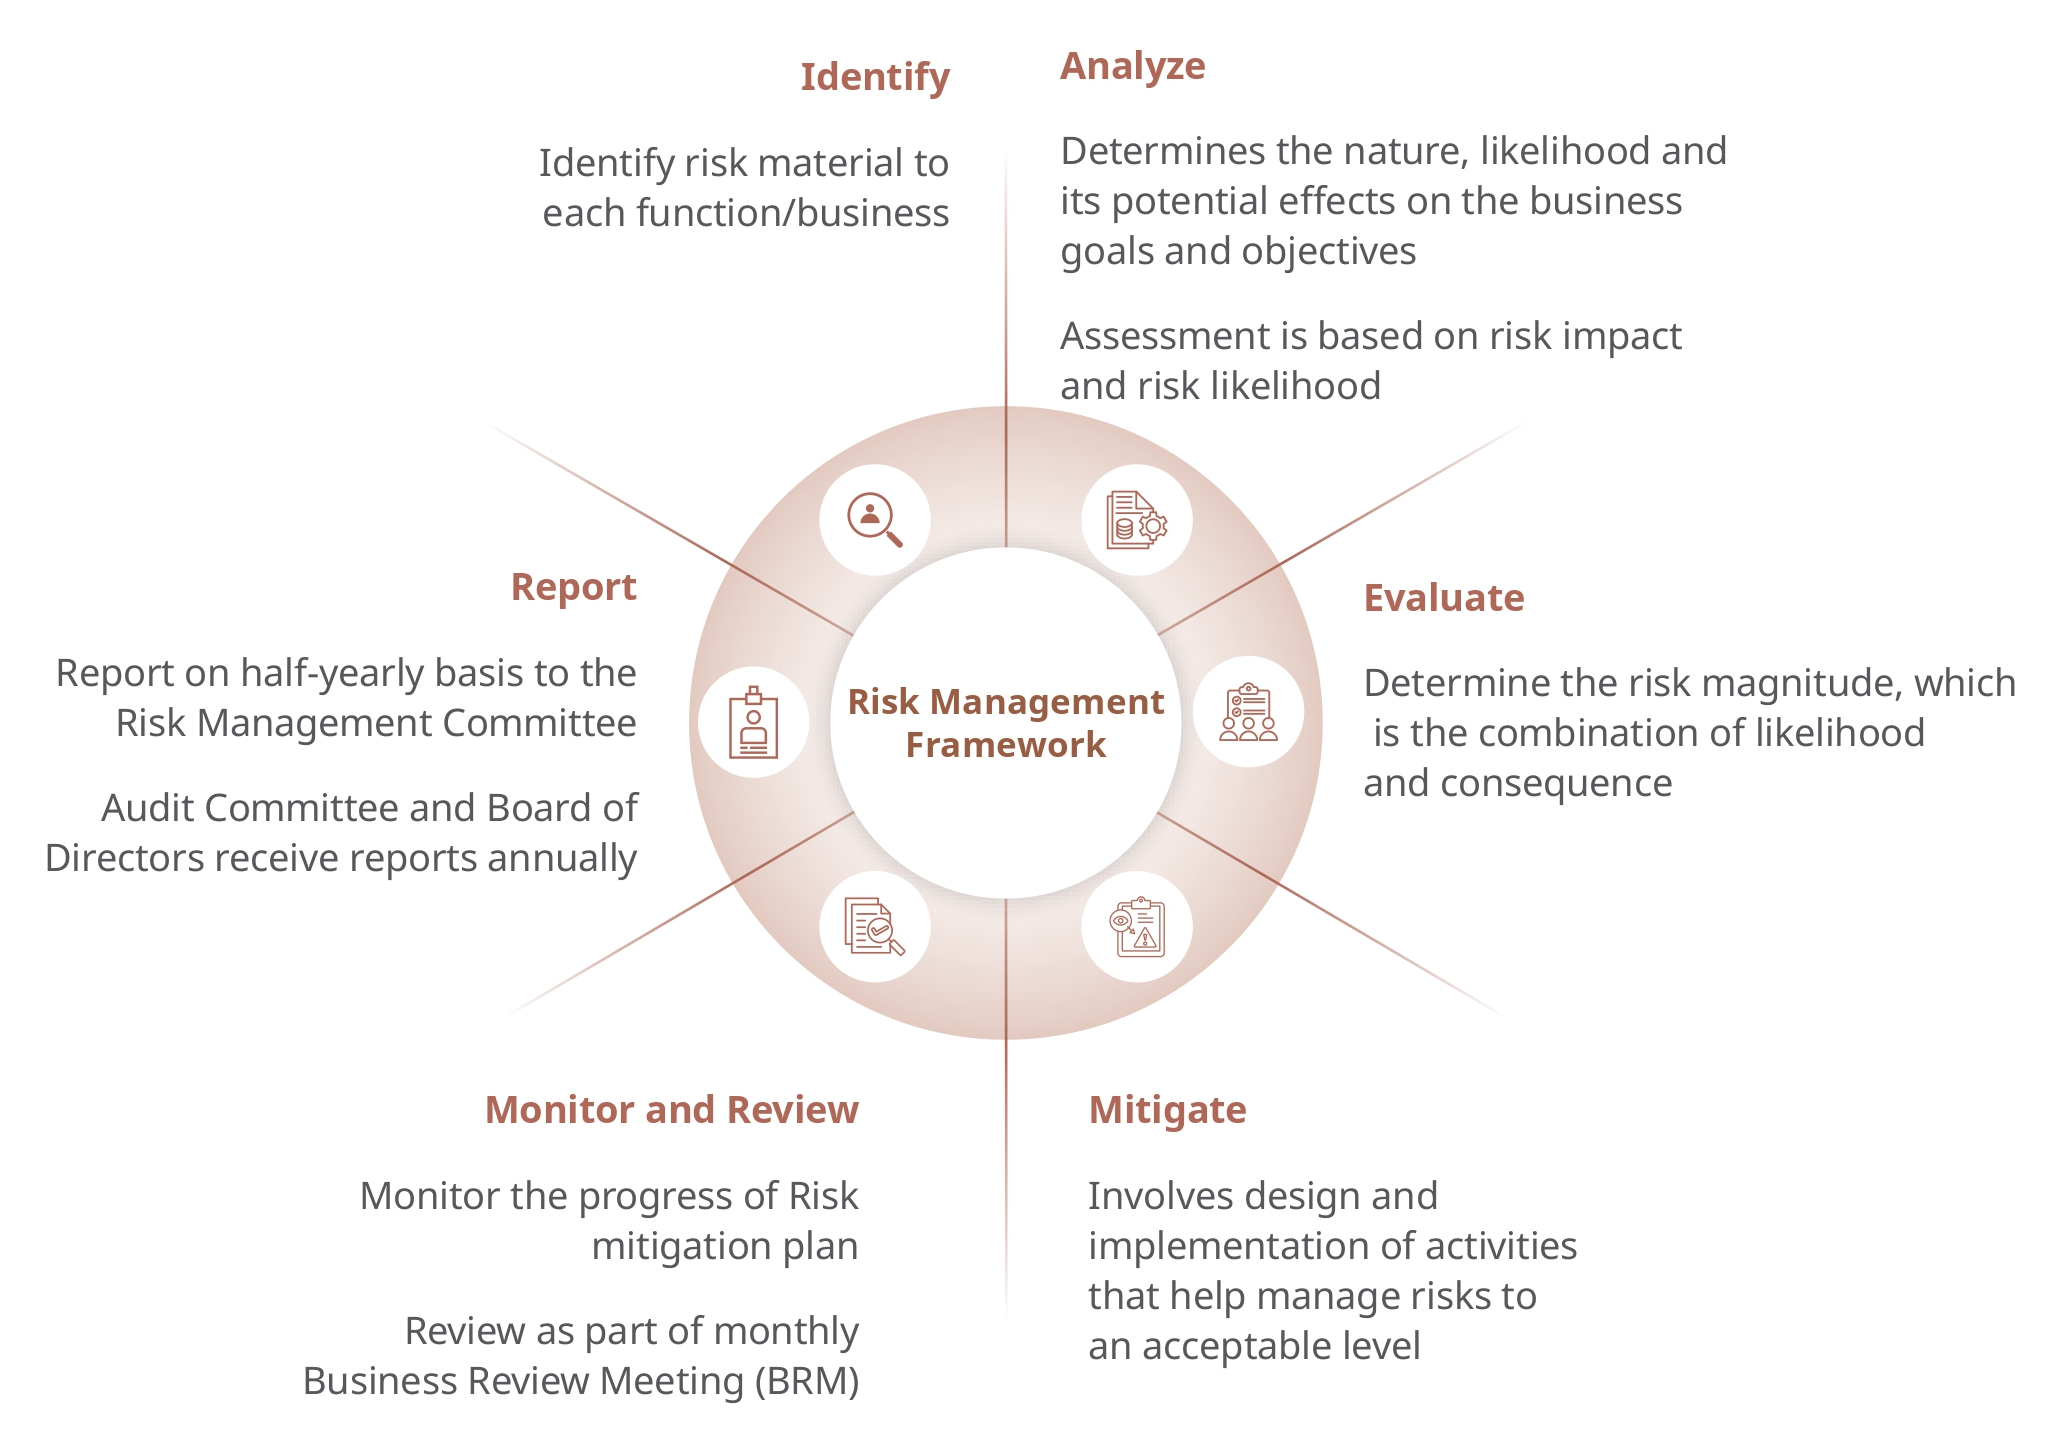 Identify
Identify risk material to
each function/business
Analyze
Determines the nature, likelihood and
its potential effects on the business
goals and objectives
Assessment is based on risk impact
and risk likelihood
Evaluate
Determine the risk magnitude, which
is the combination of likelihood
and consequence
Mitigate
Involves design and
implementation of activities
that help manage risks to
an acceptable level
Monitor and Review
Monitor the progress of Risk
mitigation plan
Review as part of monthly
Business Review Meeting (BRM)
Report
Report on half-yearly basis to the
Risk Management Committee
Audit Committee and Board of
Directors receive reports annually
Risk Management
Framework